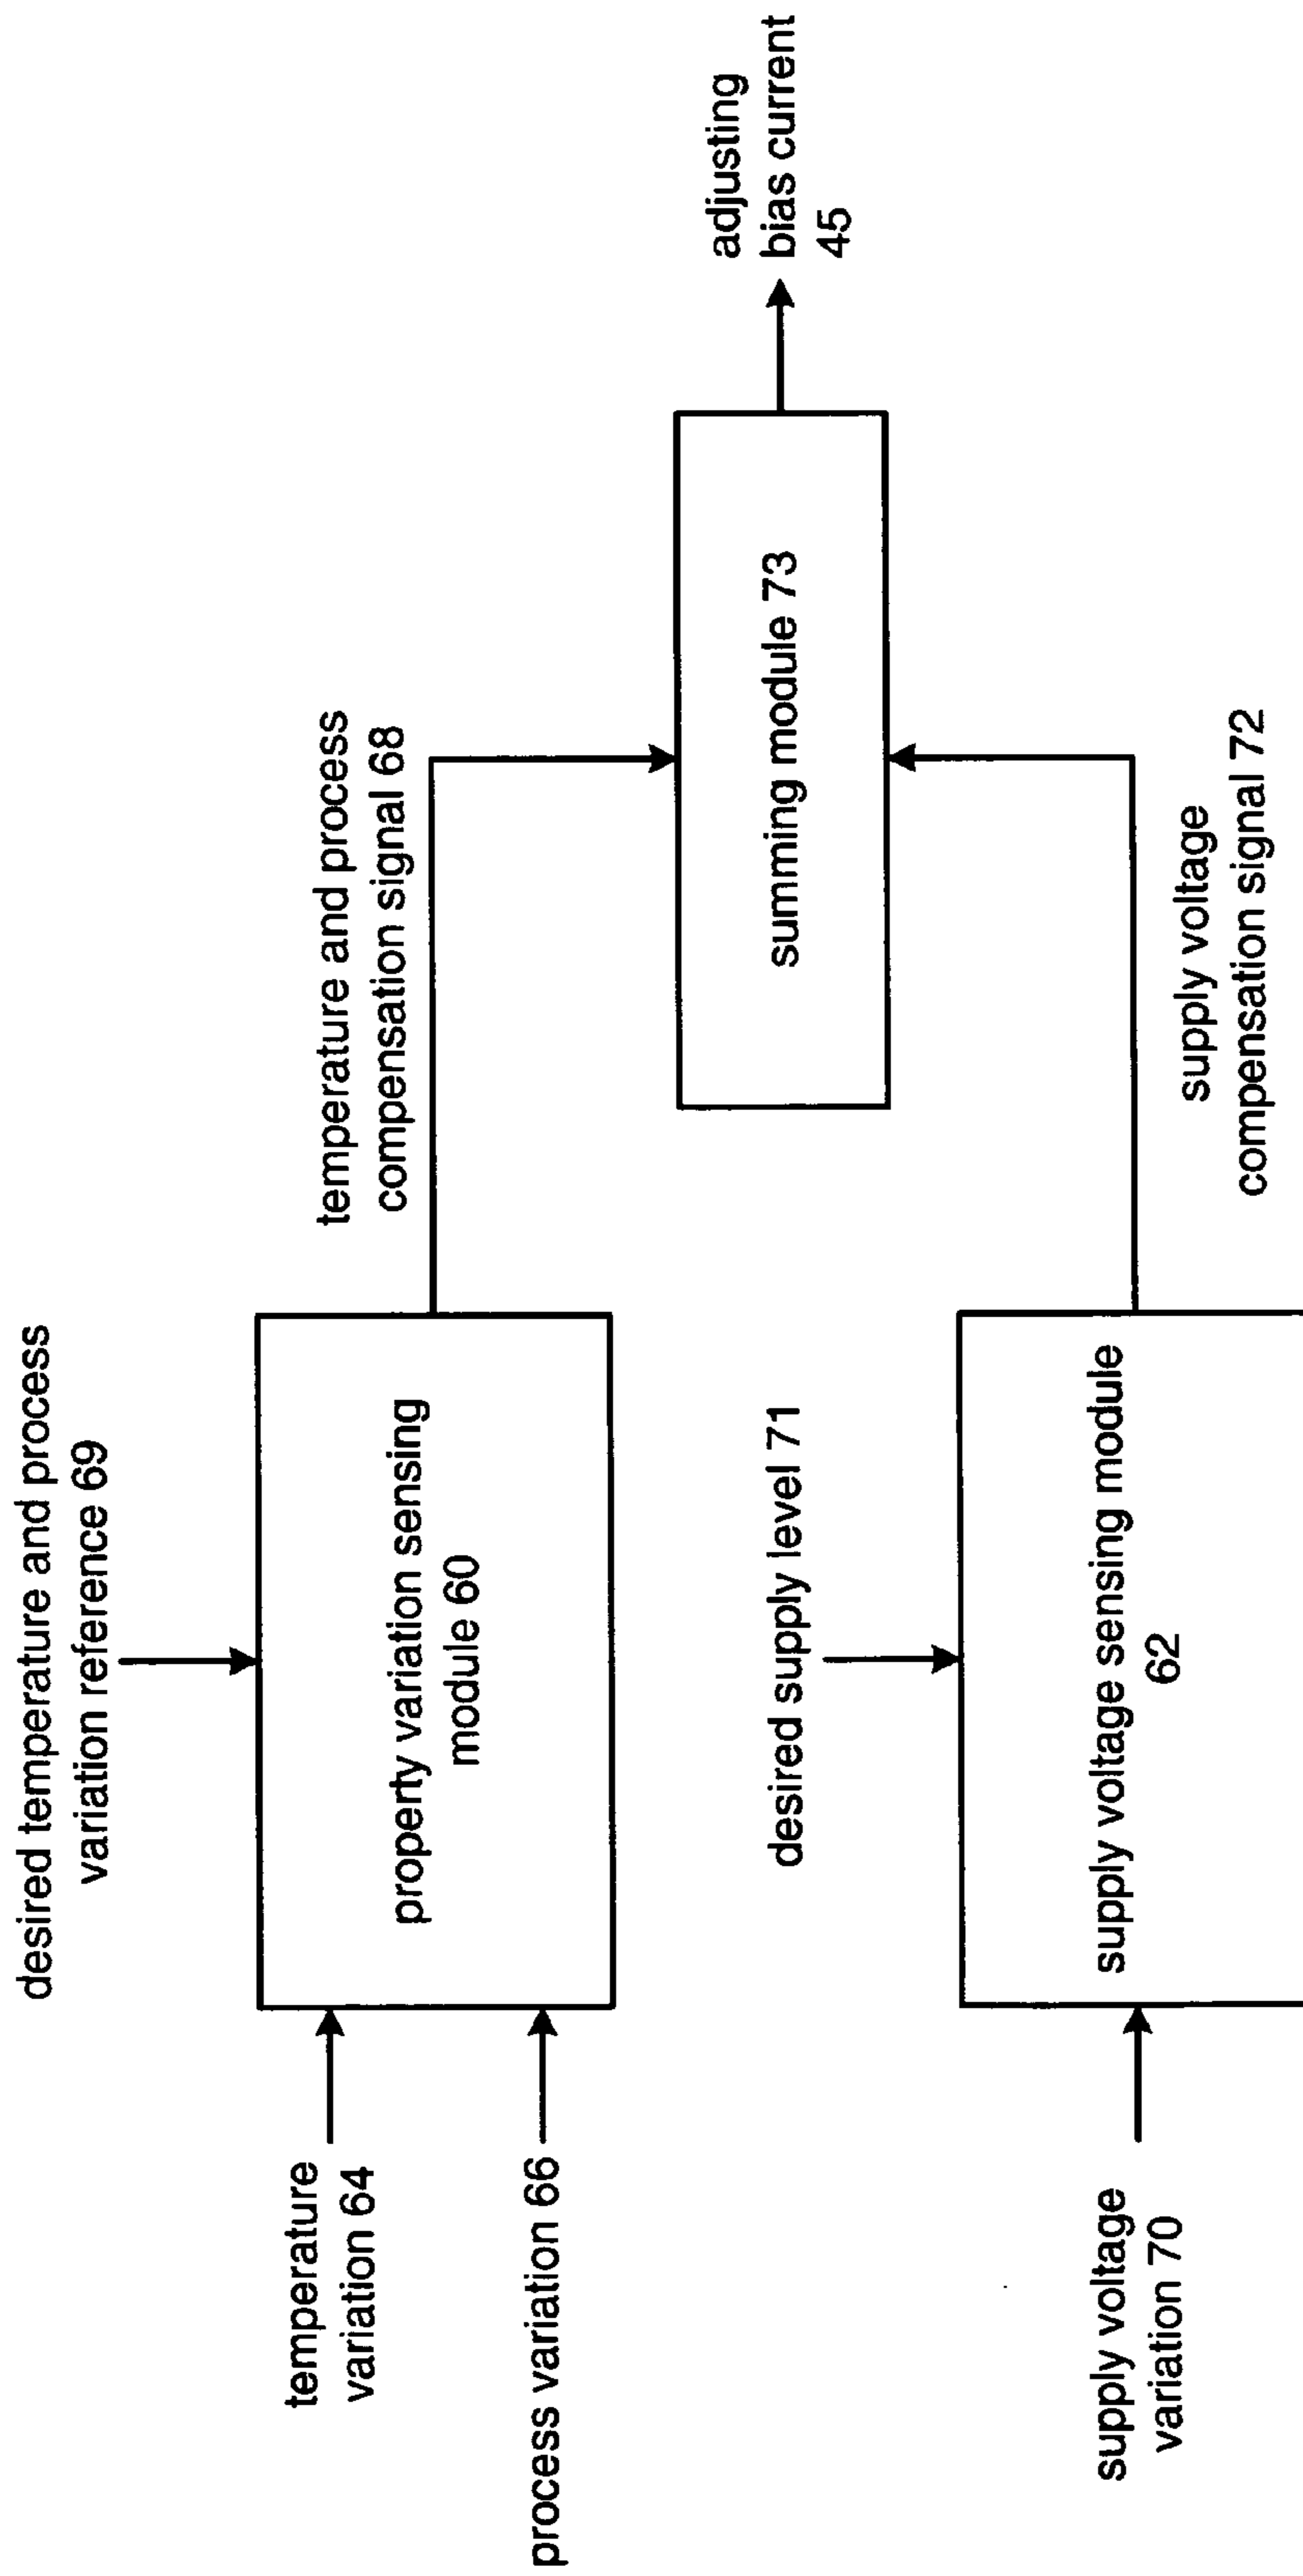 desired temperature and process
variation reference 69
temperature
variation 64
process variation 66
property variation sensing
module 60
temperature and process
compensation signal 68
summing module 73
adjusting
bias current
45
desired supply level 71
supply voltage
variation 70
supply voltage sensing module
62
supply voltage
compensation signal 72